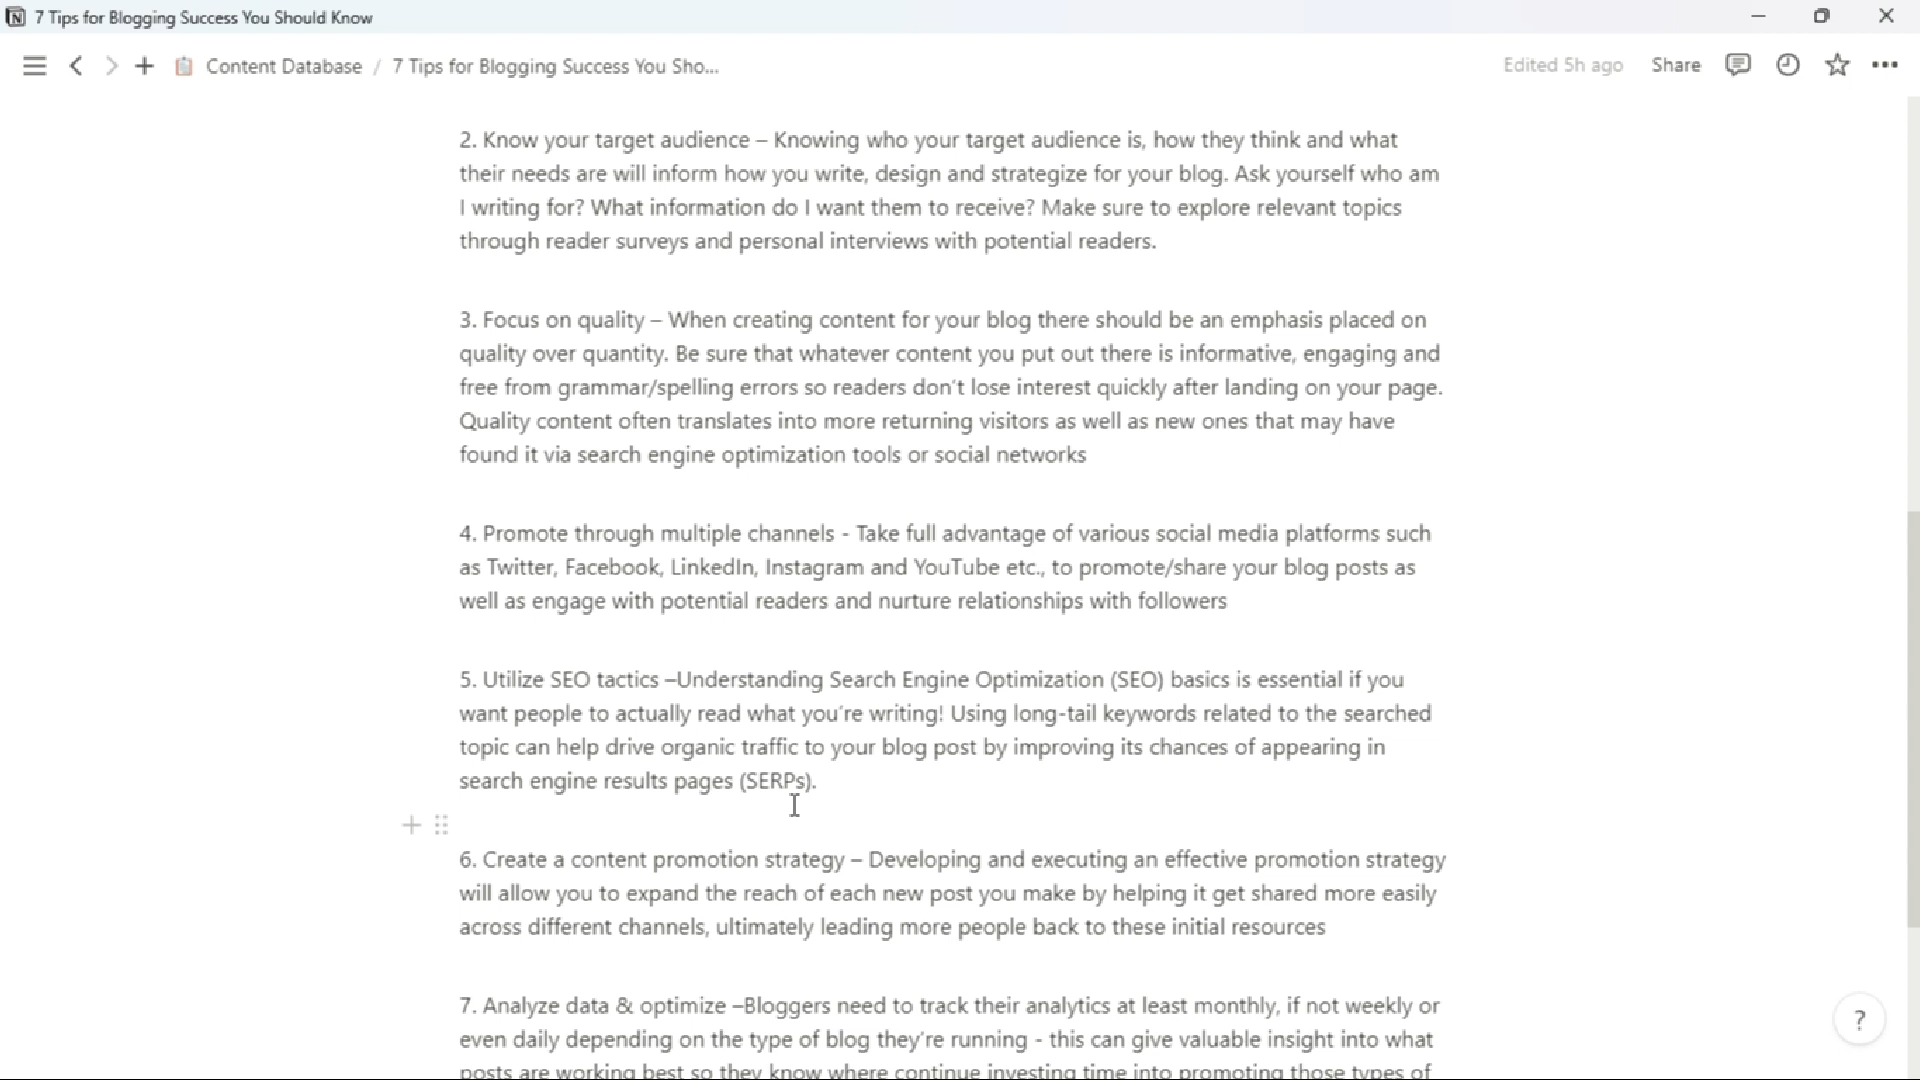 7 Tips for Blogging Success You Should Know
Content Database / 7 Tips for Blogging Success You Sho...
Edited 5h ago Share
2. Know your target audience – Knowing who your target audience is, how they think and what
their needs are will inform how you write, design and strategize for your blog. Ask yourself who am
I writing for? What information do I want them to receive? Make sure to explore relevant topics
through reader surveys and personal interviews with potential readers.
3. Focus on quality – When creating content for your blog there should be an emphasis placed on
quality over quantity. Be sure that whatever content you put out there is informative, engaging and
free from grammar/spelling errors so readers don't lose interest quickly after landing on your page.
Quality content often translates into more returning visitors as well as new ones that may have
found it via search engine optimization tools or social networks
4. Promote through multiple channels - Take full advantage of various social media platforms such
as Twitter, Facebook, LinkedIn, Instagram and YouTube etc., to promote/share your blog posts as
well as engage with potential readers and nurture relationships with followers
5. Utilize SEO tactics –Understanding Search Engine Optimization (SEO) basics is essential if you
want people to actually read what you're writing! Using long-tail keywords related to the searched
topic can help drive organic traffic to your blog post by improving its chances of appearing in
search engine results pages (SERPs).
6. Create a content promotion strategy – Developing and executing an effective promotion strategy
will allow you to expand the reach of each new post you make by helping it get shared more easily
across different channels, ultimately leading more people back to these initial resources
7. Analyze data & optimize –Bloggers need to track their analytics at least monthly, if not weekly or
even daily depending on the type of blog they're running - this can give valuable insight into what
posts are working best so they know where continue investing time into promoting those types of
?